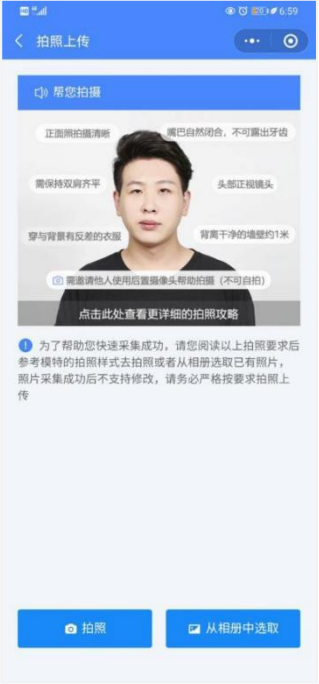 6:59
拍照上传
帮您拍摄
正面照拍摄清晰
嘴巴自然闭合，不可露出牙齿
需保持双肩齐平
头部正视镜头
穿与背景有反差的衣服
背离干净的墙壁约1米
需邀请他人使用后置摄像头帮助拍摄（不可自拍）
点击此处查看更详细的拍照攻略
为了帮助您快速采集成功，请您阅读以上拍照要求后
参考模特的拍照样式去拍照或者从相册选取已有照片，
照片采集成功后不支持修改，请务必严格按要求拍照上
传
拍照
从相册中选取